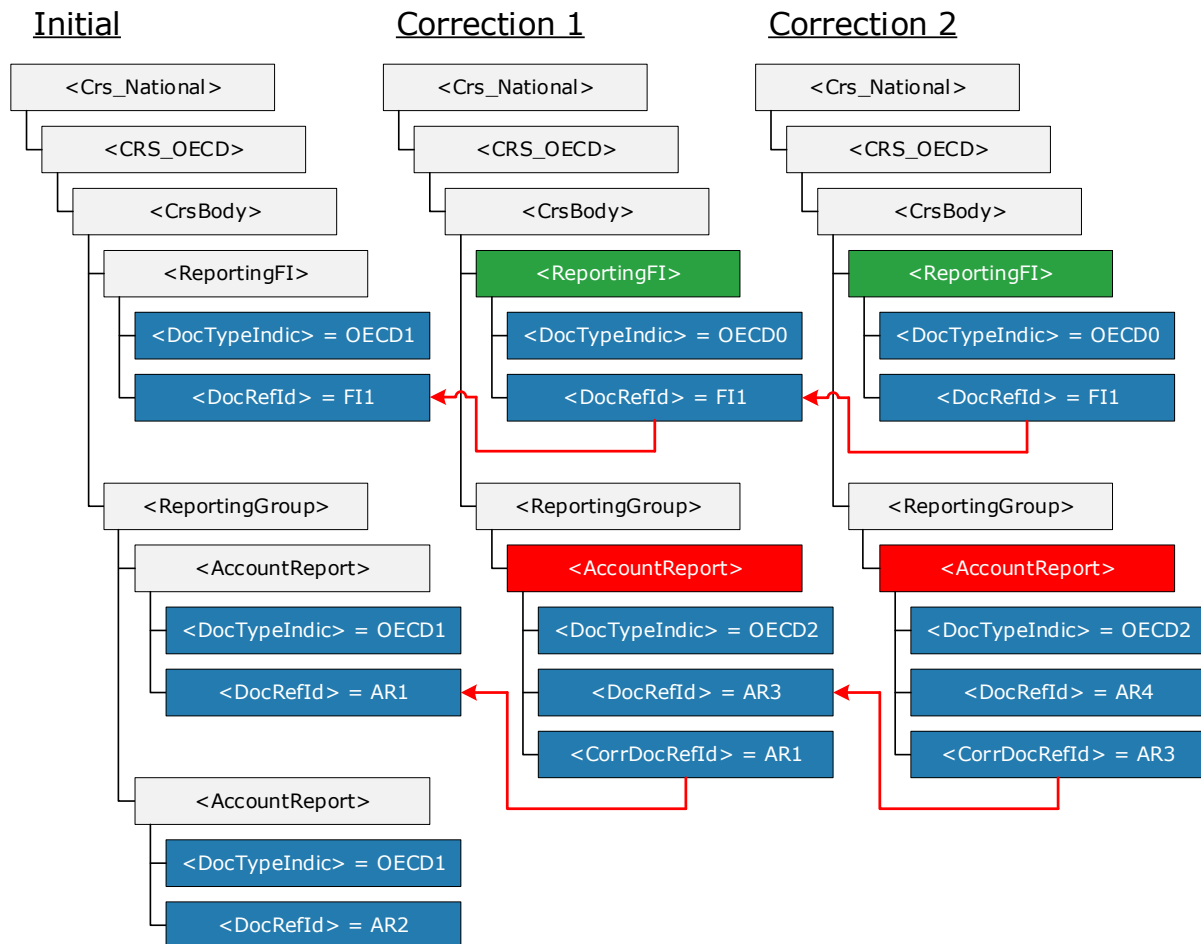 Initial
<Crs_National>
<CRS_OECD>
<CrsBody>
<ReportingFI>
<DocTypeIndic> = OECD1
<DocRefId> = FI1
<ReportingGroup>
<AccountReport>
<DocTypeIndic> = OECD1
<DocRefId> = AR1
<AccountReport>
<DocTypeIndic> = OECD1
<DocRefId> = AR2
Correction 1
<Crs_National>
<CRS_OECD>
<CrsBody>
<ReportingFI>
<DocTypeIndic> = OECD0
<DocRefId> = FI1
<ReportingGroup>
<AccountReport>
<DocTypeIndic> = OECD2
<DocRefId> = AR3
<CorrDocRefId> = AR1
Correction 2
<Crs_National>
<CRS_OECD>
<CrsBody>
<ReportingFI>
<DocTypeIndic> = OECD0
<DocRefId> = FI1
<ReportingGroup>
<AccountReport>
<DocTypeIndic> = OECD2
<DocRefId> = AR4
<CorrDocRefId> = AR3